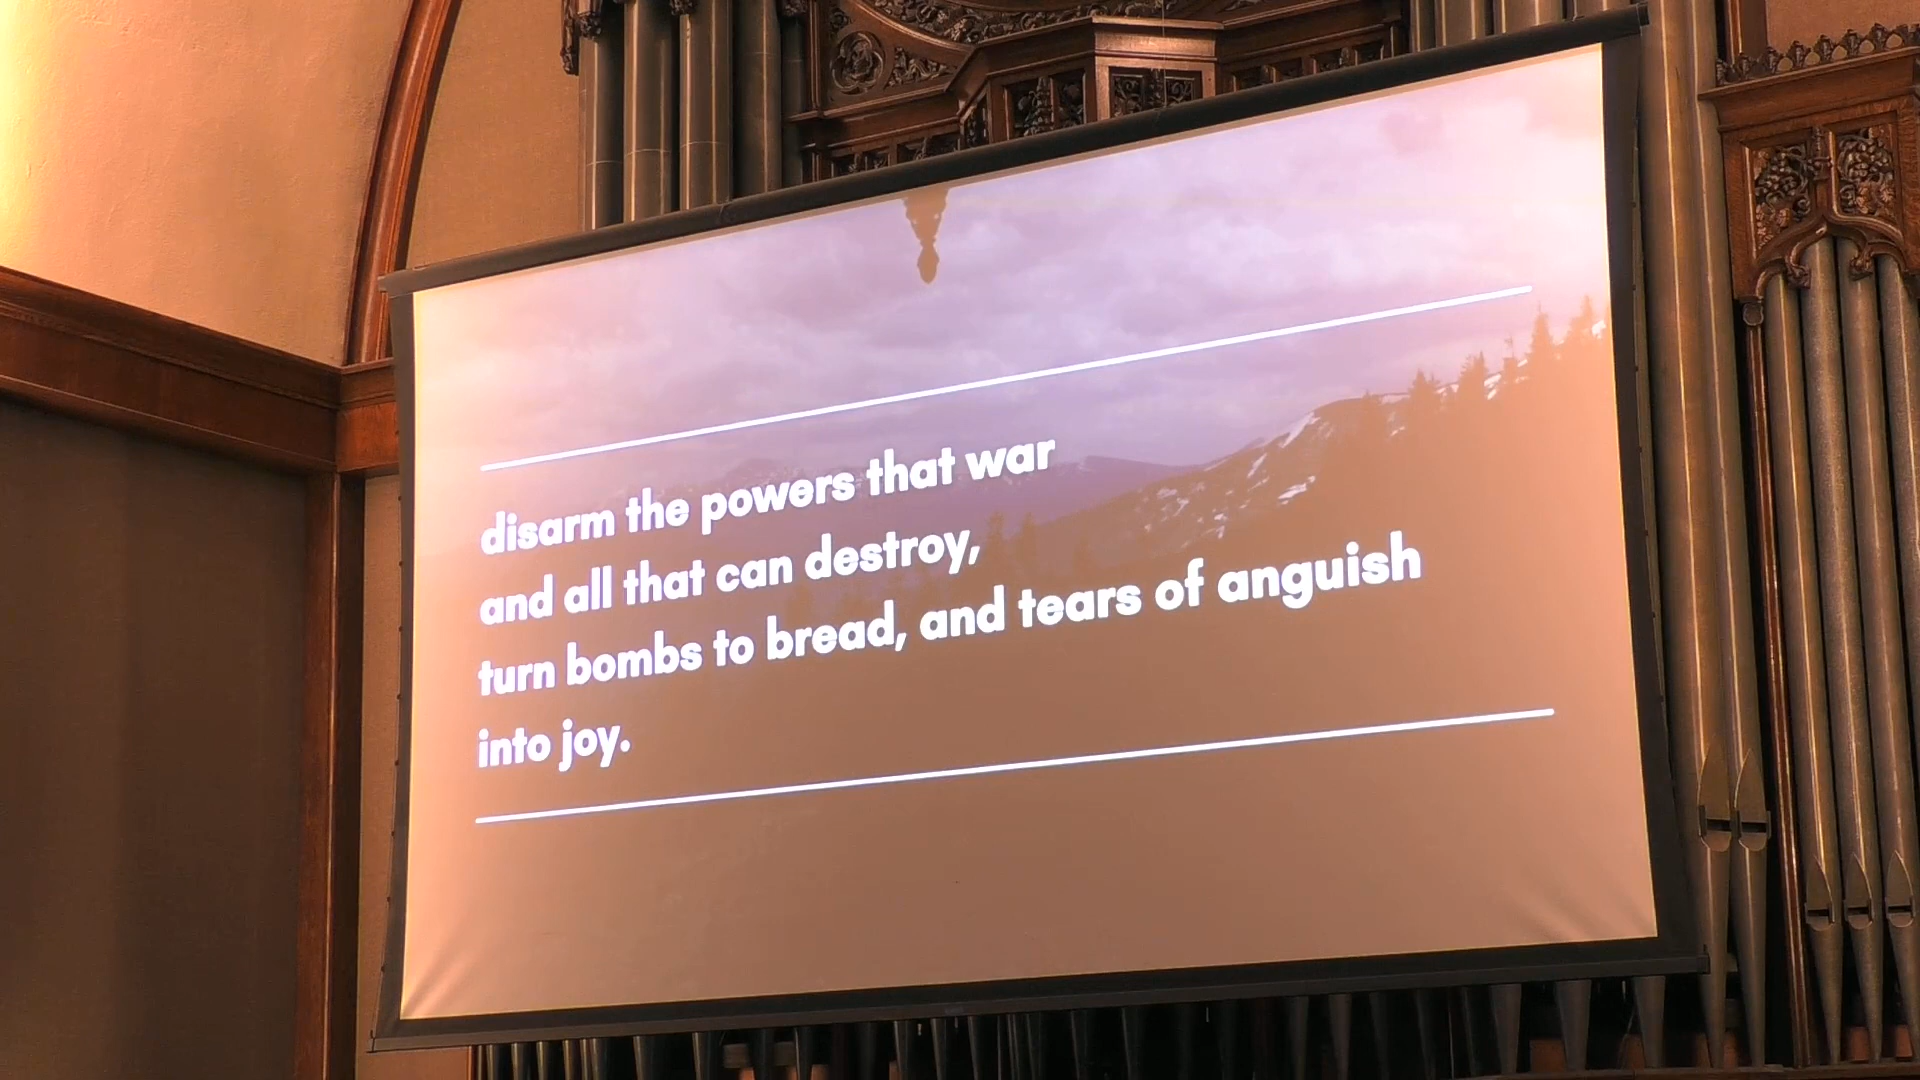 disarm the powers that war
and all that can destroy,
turn bombs to bread, and tears of anguish
into joy.